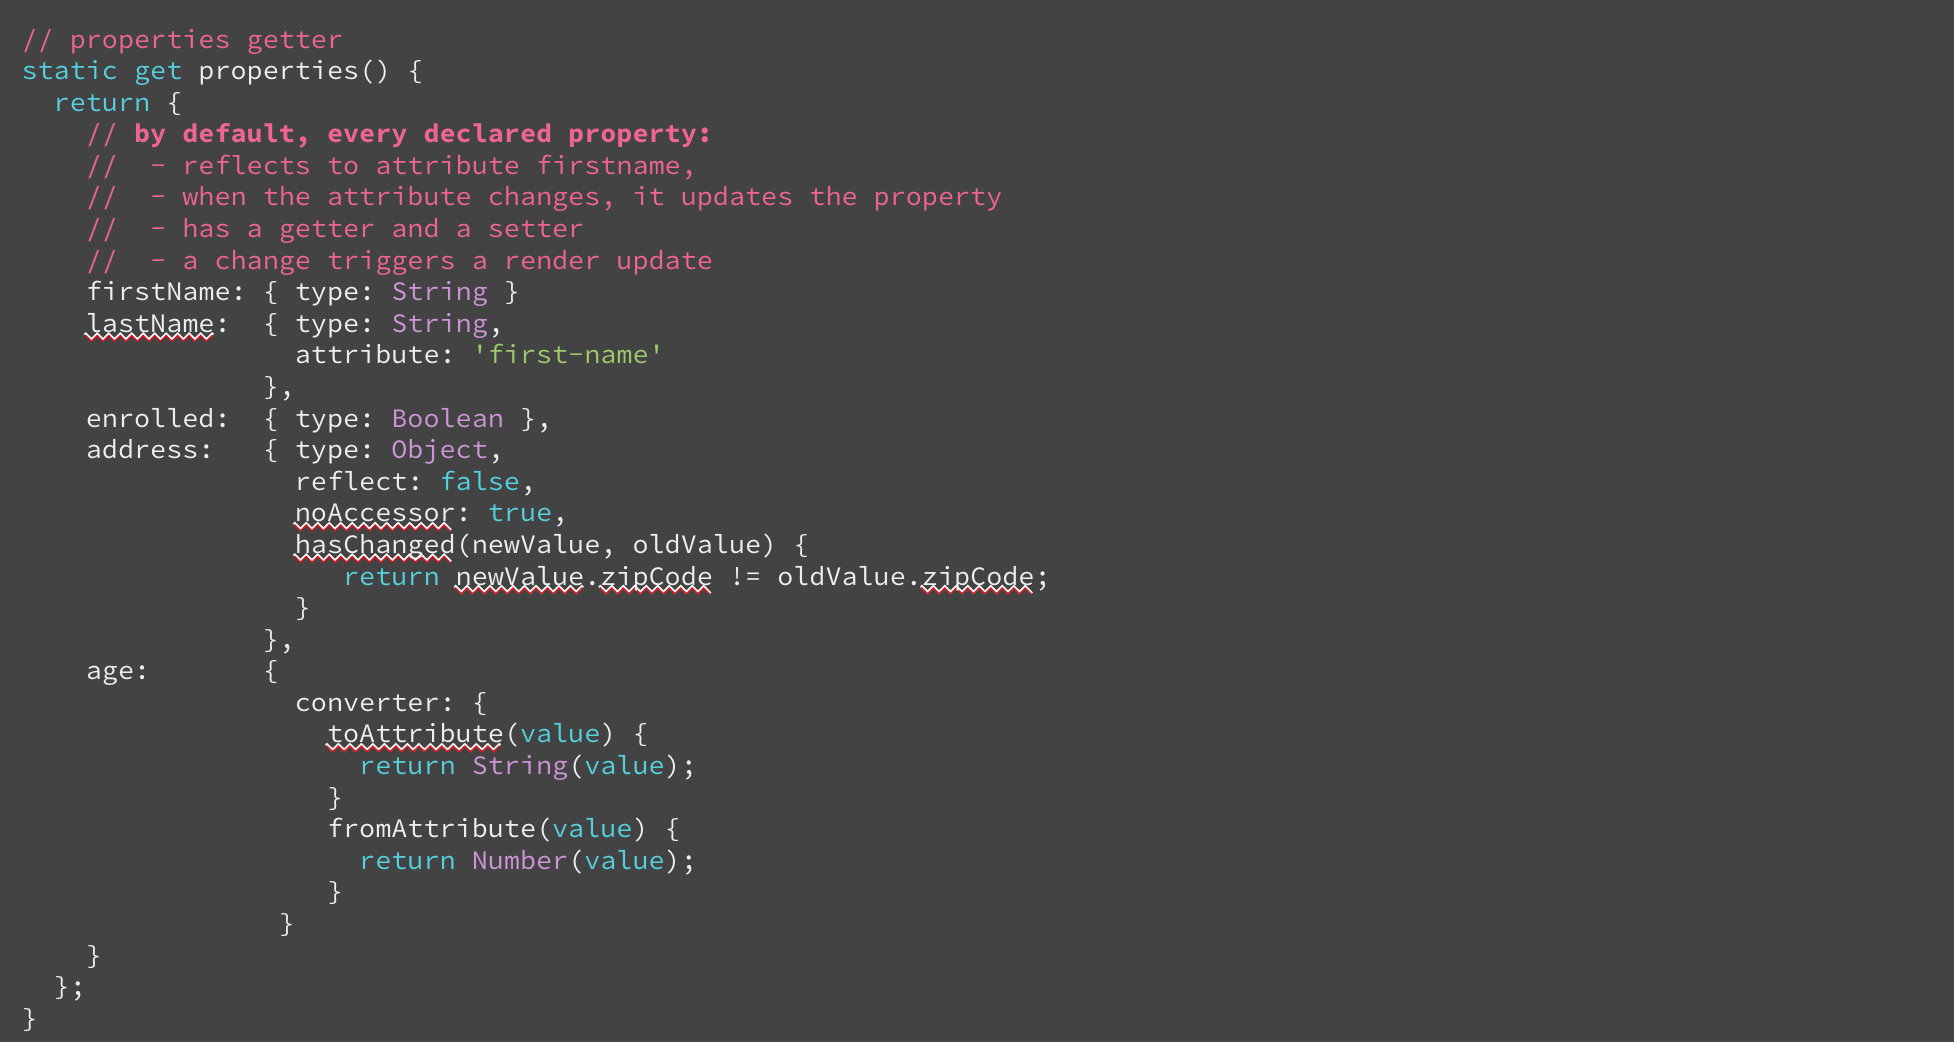 // properties getter
static get properties() {
  return {
    // by default, every declared property:
    //  - reflects to attribute firstname,
    //  - when the attribute changes, it updates the property
    //  - has a getter and a setter
    //  - a change triggers a render update
    firstName: { type: String }
    lastName:  { type: String,
                 attribute: 'first-name'
               },
    enrolled:  { type: Boolean },
    address:   { type: Object,
                 reflect: false,
                 noAccessor: true,
                 hasChanged(newValue, oldValue) {
                    return newValue.zipCode != oldValue.zipCode;
                 }
               },
    age:       {
                 converter: {
                   toAttribute(value) {
                     return String(value);
                   }
                   fromAttribute(value) {
                     return Number(value);
                   }
                }
    }
  };
}